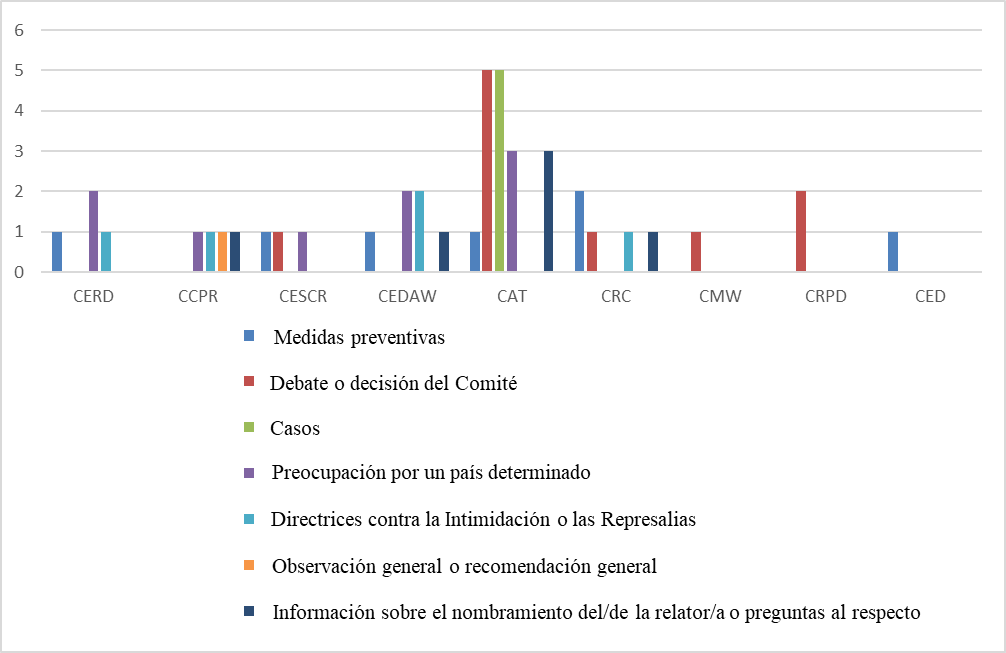 6
5
4
3
2
1
0
CERD CCPR CESCR CEDAW CAT CRC CMW CRPD CED
Medidas preventivas
Debate o decisión del Comité
Casos
Preocupación por un país determinado
Directrices contra la Intimidación o las Represalias
Observación general o recomendación general
Información sobre el nombramiento del/de la relator/a o preguntas al respecto